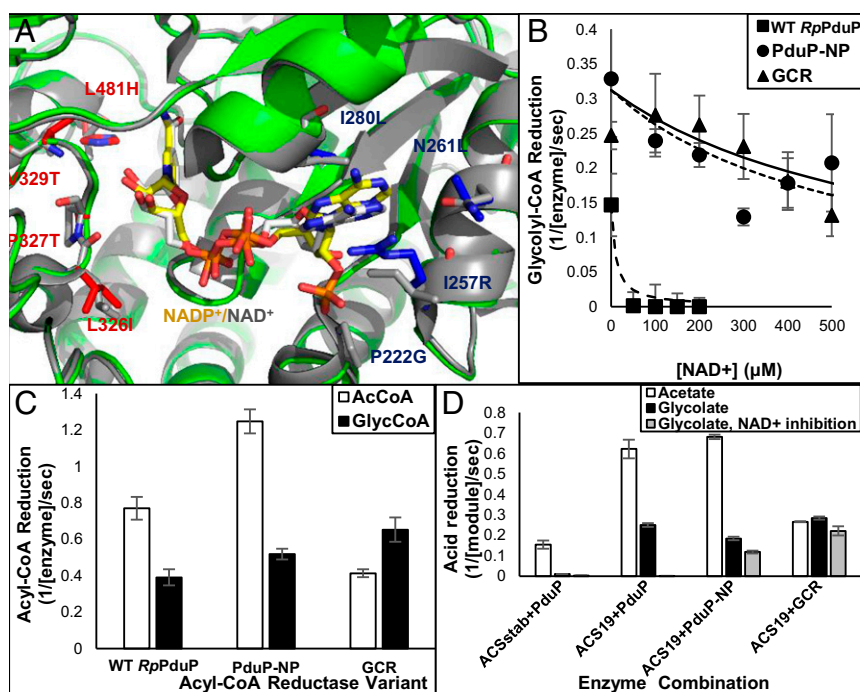 A
L481H
I280L
N261L
V329T
P327T
L326I
NADP+/NAD+
I257R
P222G
B
WT RpPduP
PduP-NP
GCR
Glycolyl-CoA Reduction
(1/[enzyme]/sec)
0.4
0.35
0.3
0.25
0.2
0.15
0.1
0.05
0
0
100
200
300
400
500
[NAD+] (µM)
C
AcCoA
GlycCoA
Acyl-CoA Reduction
(1/[enzyme]/sec)
1.4
1.2
1
0.8
0.6
0.4
0.2
0
WT RpPduP
PduP-NP
GCR
Acyl-CoA Reductase Variant
D
Acetate
Glycolate
Glycolate, NAD+ inhibition
Acid reduction
(1/[module]/sec)
0.8
0.7
0.6
0.5
0.4
0.3
0.2
0.1
0
ACSstab+PduP
ACS19+PduP
ACS19+PduP-NP
ACS19+GCR
Enzyme Combination